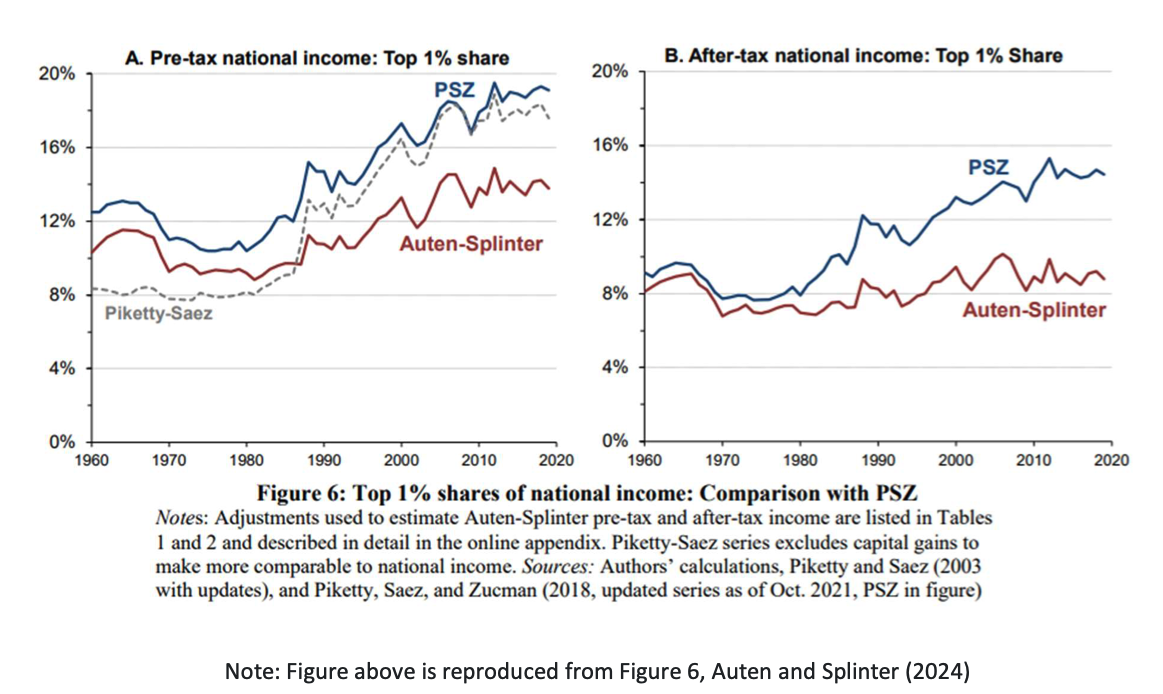 A. Pre-tax national income: Top 1% share
20%
16%
12%
8%
4%
0%
PSZ
Auten-Splinter
Piketty-Saez
1960 1970 1980 1990 2000 2010 2020
B. After-tax national income: Top 1% Share
20%
16%
12%
8%
4%
0%
PSZ
Auten-Splinter
1960 1970 1980 1990 2000 2010 2020
Figure 6: Top 1% shares of national income: Comparison with PSZ
Notes: Adjustments used to estimate Auten-Splinter pre-tax and after-tax income are listed in Tables
1 and 2 and described in detail in the online appendix. Piketty-Saez series excludes capital gains to
make more comparable to national income. Sources: Authors' calculations, Piketty and Saez (2003
with updates), and Piketty, Saez, and Zucman (2018, updated series as of Oct. 2021, PSZ in figure)
Note: Figure above is reproduced from Figure 6, Auten and Splinter (2024)